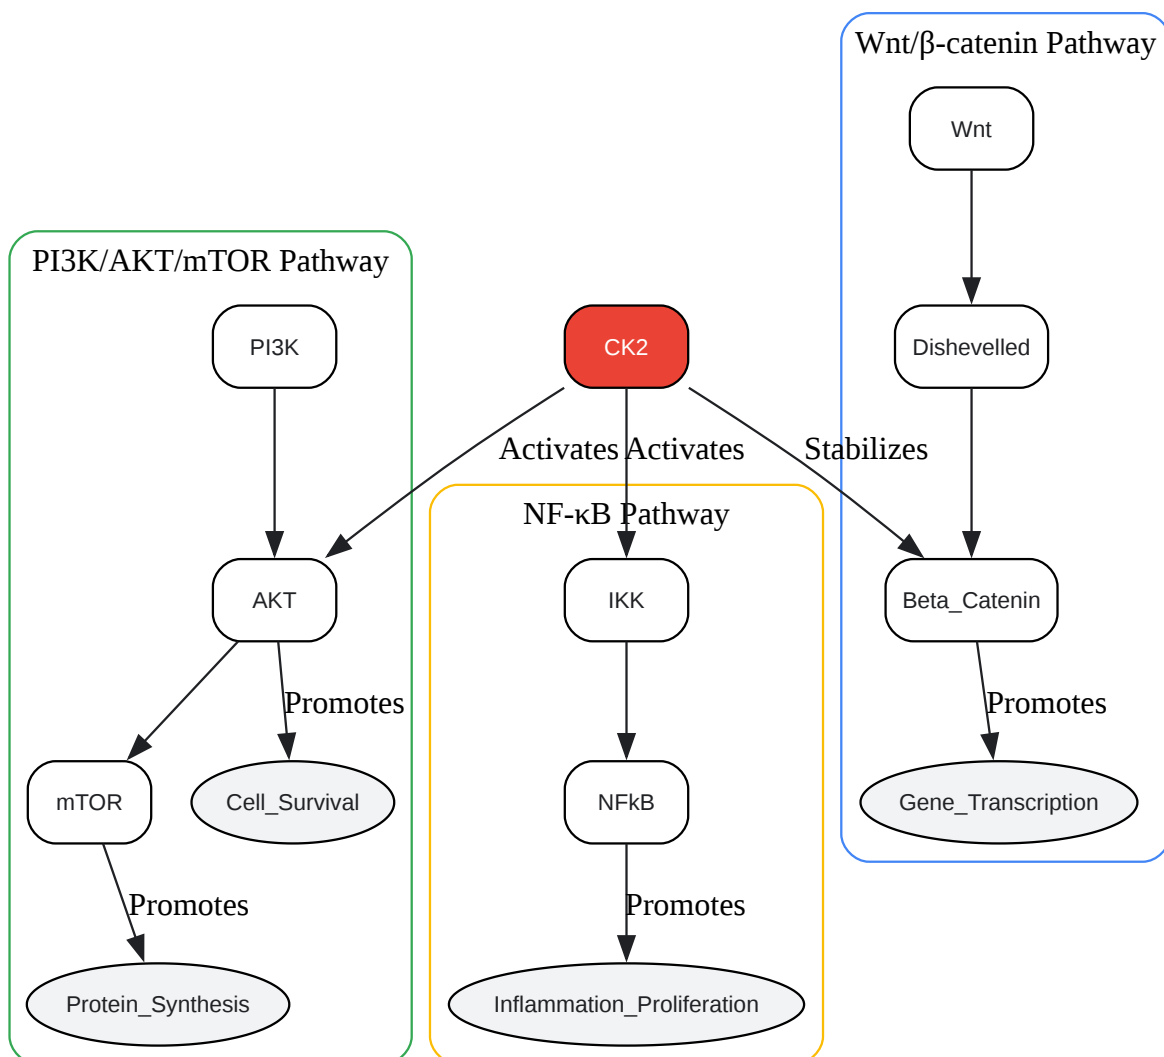 Wnt/β-catenin Pathway
Wnt
PI3K/AKT/mTOR Pathway
PI3K
CK2
Dishevelled
Activates
Activates
Stabilizes
NF-κB Pathway
AKT
IKK
Beta_Catenin
Promotes
Promotes
mTOR
Cell_Survival
NFkB
Gene_Transcription
Promotes
Promotes
Protein_Synthesis
Inflammation_Proliferation